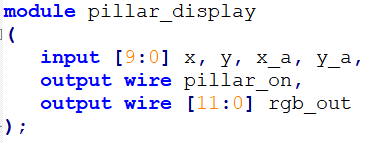 module pillar_display
(
input [9:0] x, y, x_a, y_a,
output wire pillar_on,
output wire [11:0] rgb_out
);